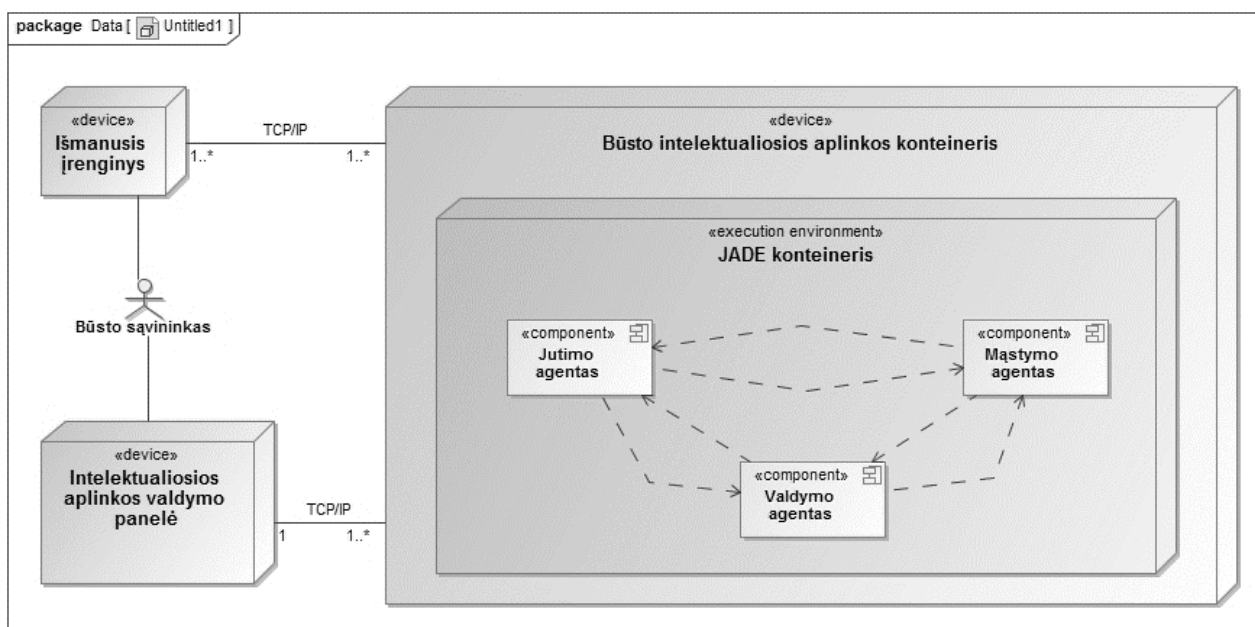 package Data [ Untitled1 ]
«device»
Išmanusis
įrenginys
TCP/IP
1..*
1..*
«device»
Būsto intelektualiosios aplinkos konteineris
«execution environment»
JADE konteineris
Būsto sąvininkas
«component»
Jutimo
agentas
«component»
Mąstymo
agentas
«component»
Valdymo
agentas
«device»
Intelektualiosios
aplinkos valdymo
panelė
TCP/IP
1
1..*